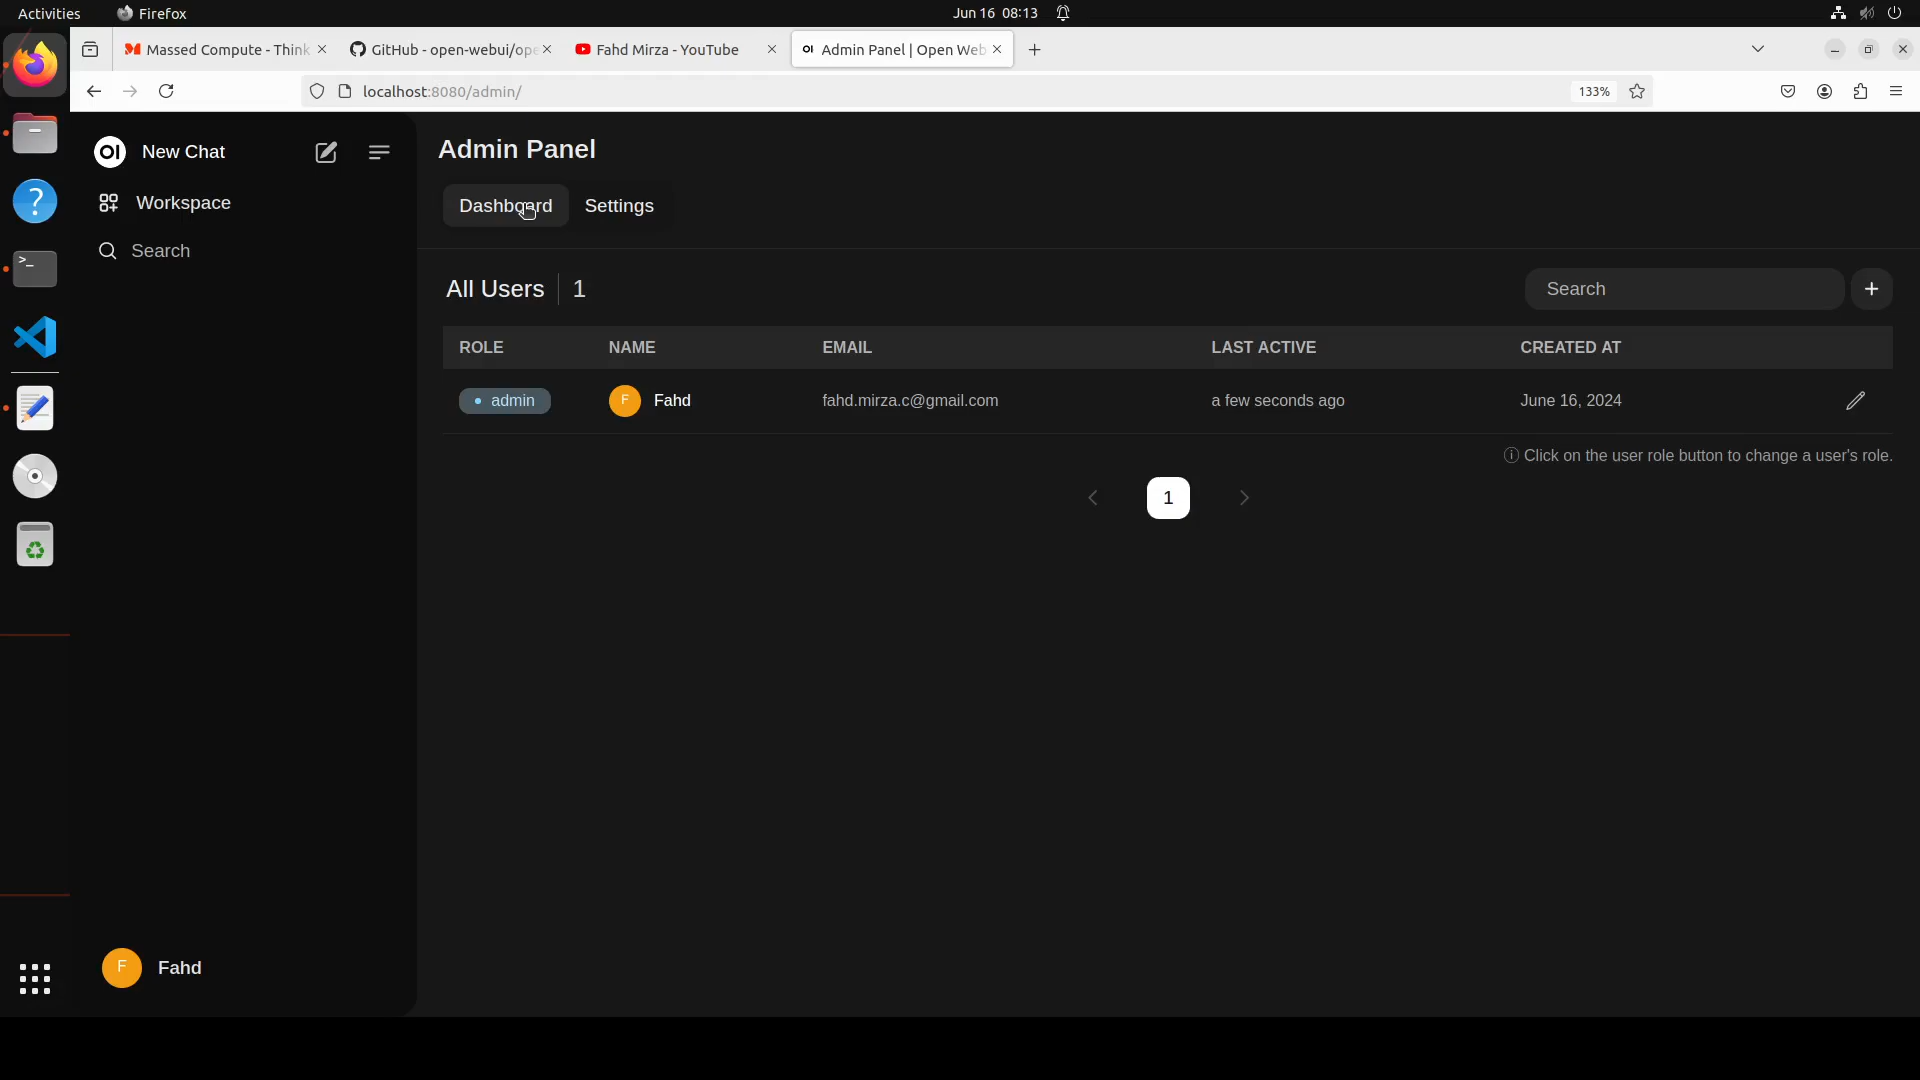 Activities
Firefox
Jun 16 08:13
Massed Compute - Think
GitHub - open-webui/ope
Fahd Mirza - YouTube
OI Admin Panel | Open Web
localhost:8080/admin/
133%
OI New Chat
Workspace
Search
Admin Panel
Dashboard
Settings
All Users 1
Search
ROLE NAME EMAIL LAST ACTIVE CREATED AT
admin F Fahd fahd.mirza.c@gmail.com a few seconds ago June 16, 2024
Click on the user role button to change a user's role.
1
F Fahd